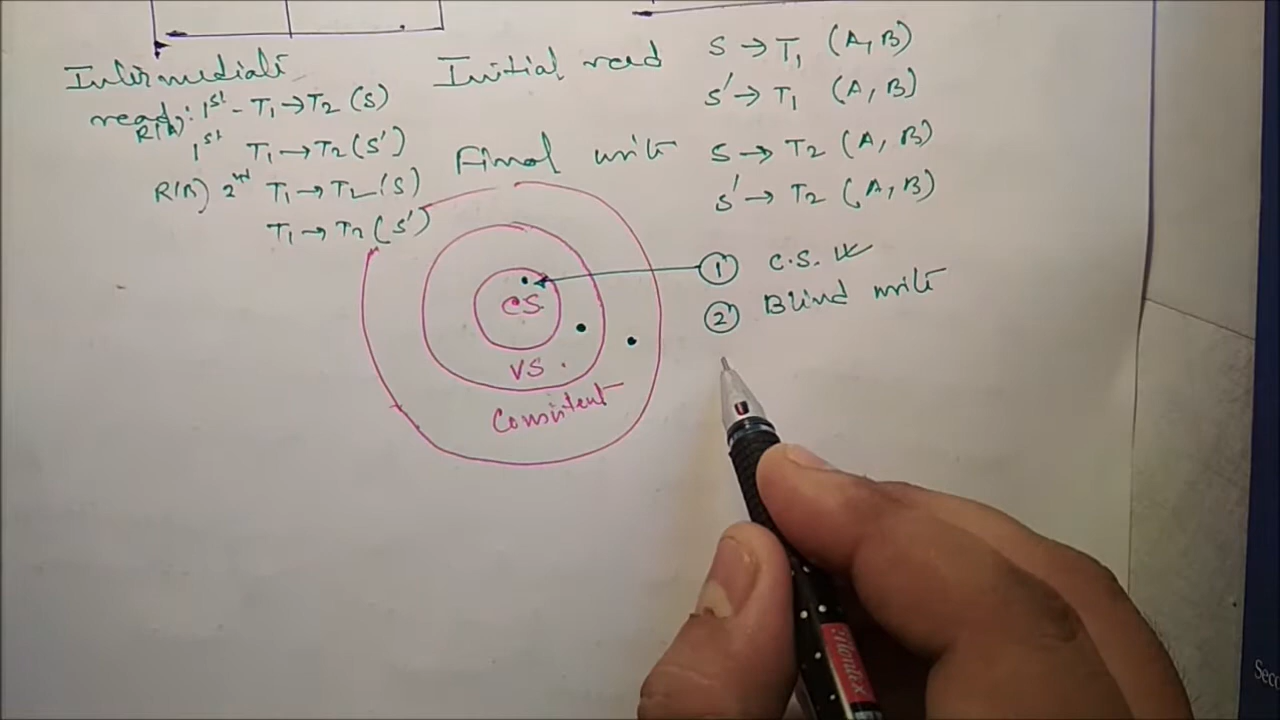 Intermediate
read: 1st - T1 → T2 (S)
R(A)
1st T1 → T2 (S')
R(B) 2nd T1 → T2 (S)
T1 → T2 (S')
Initial read S → T1 (A, B)
S' → T1 (A, B)
Final write S → T2 (A, B)
S' → T2 (A, B)
CS
VS
Consistent
① C.S.
② Blind write
Seco